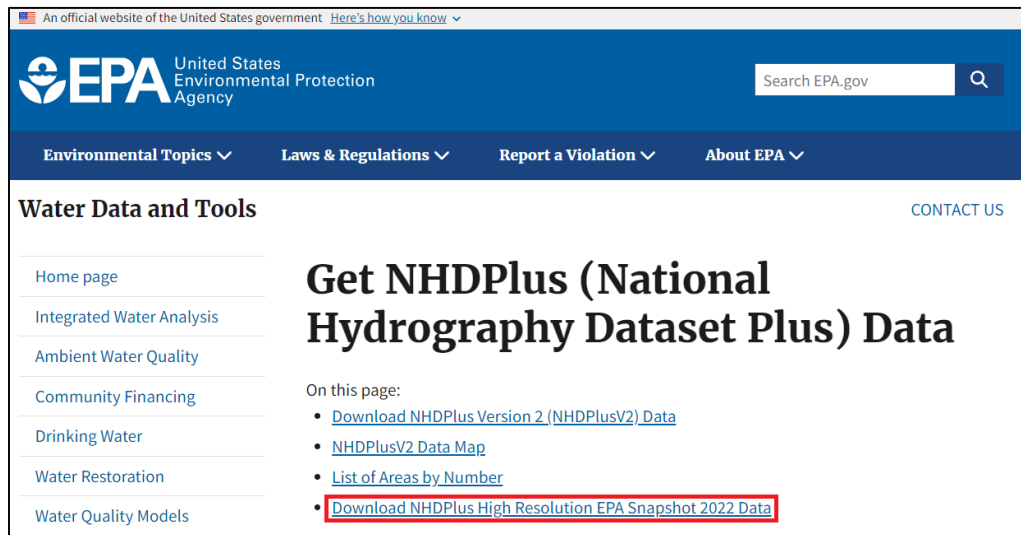 An official website of the United States government Here's how you know
EPA United States
Environmental Protection
Agency
Search EPA.gov
Environmental Topics
Laws & Regulations
Report a Violation
About EPA
Water Data and Tools
CONTACT US
Home page
Integrated Water Analysis
Ambient Water Quality
Community Financing
Drinking Water
Water Restoration
Water Quality Models
Get NHDPlus (National
Hydrography Dataset Plus) Data
On this page:
• Download NHDPlus Version 2 (NHDPlusV2) Data
• NHDPlusV2 Data Map
• List of Areas by Number
• Download NHDPlus High Resolution EPA Snapshot 2022 Data